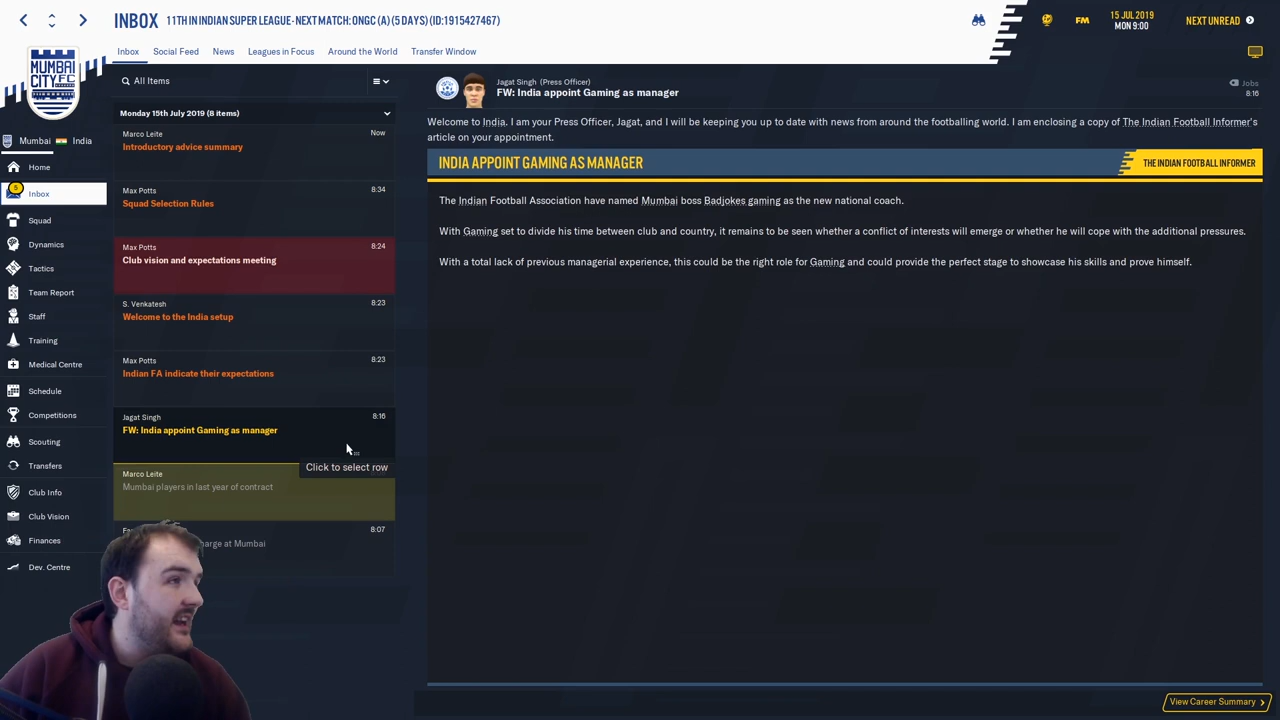 INBOX
11TH IN INDIAN SUPER LEAGUE - NEXT MATCH: ONGC (A) (5 DAYS) (ID:1915427467)
FM
15 JUL 2019
MON 9:00
NEXT UNREAD
Inbox
Social Feed
News
Leagues in Focus
Around the World
Transfer Window
MUMBAI
CITY FC
Mumbai
India
Home
5
Inbox
Squad
Dynamics
Tactics
Team Report
Staff
Training
Medical Centre
Schedule
Competitions
Scouting
Transfers
Club Info
Club Vision
Finances
Dev. Centre
All Items
Monday 15th July 2019 (8 items)
Marco Leite
Now
Introductory advice summary
Max Potts
8:34
Squad Selection Rules
Max Potts
8:24
Club vision and expectations meeting
S. Venkatesh
8:23
Welcome to the India setup
Max Potts
8:23
Indian FA indicate their expectations
Jagat Singh
8:16
FW: India appoint Gaming as manager
Click to select row
Marco Leite
Mumbai players in last year of contract
8:07
at Mumbai
Jagat Singh (Press Officer)
FW: India appoint Gaming as manager
Jobs
8:16
Welcome to India. I am your Press Officer, Jagat, and I will be keeping you up to date with news from around the footballing world. I am enclosing a copy of The Indian Football Informer's
article on your appointment.
INDIA APPOINT GAMING AS MANAGER
THE INDIAN FOOTBALL INFORMER
The Indian Football Association have named Mumbai boss Badjokes gaming as the new national coach.
With Gaming set to divide his time between club and country, it remains to be seen whether a conflict of interests will emerge or whether he will cope with the additional pressures.
With a total lack of previous managerial experience, this could be the right role for Gaming and could provide the perfect stage to showcase his skills and prove himself.
View Career Summary